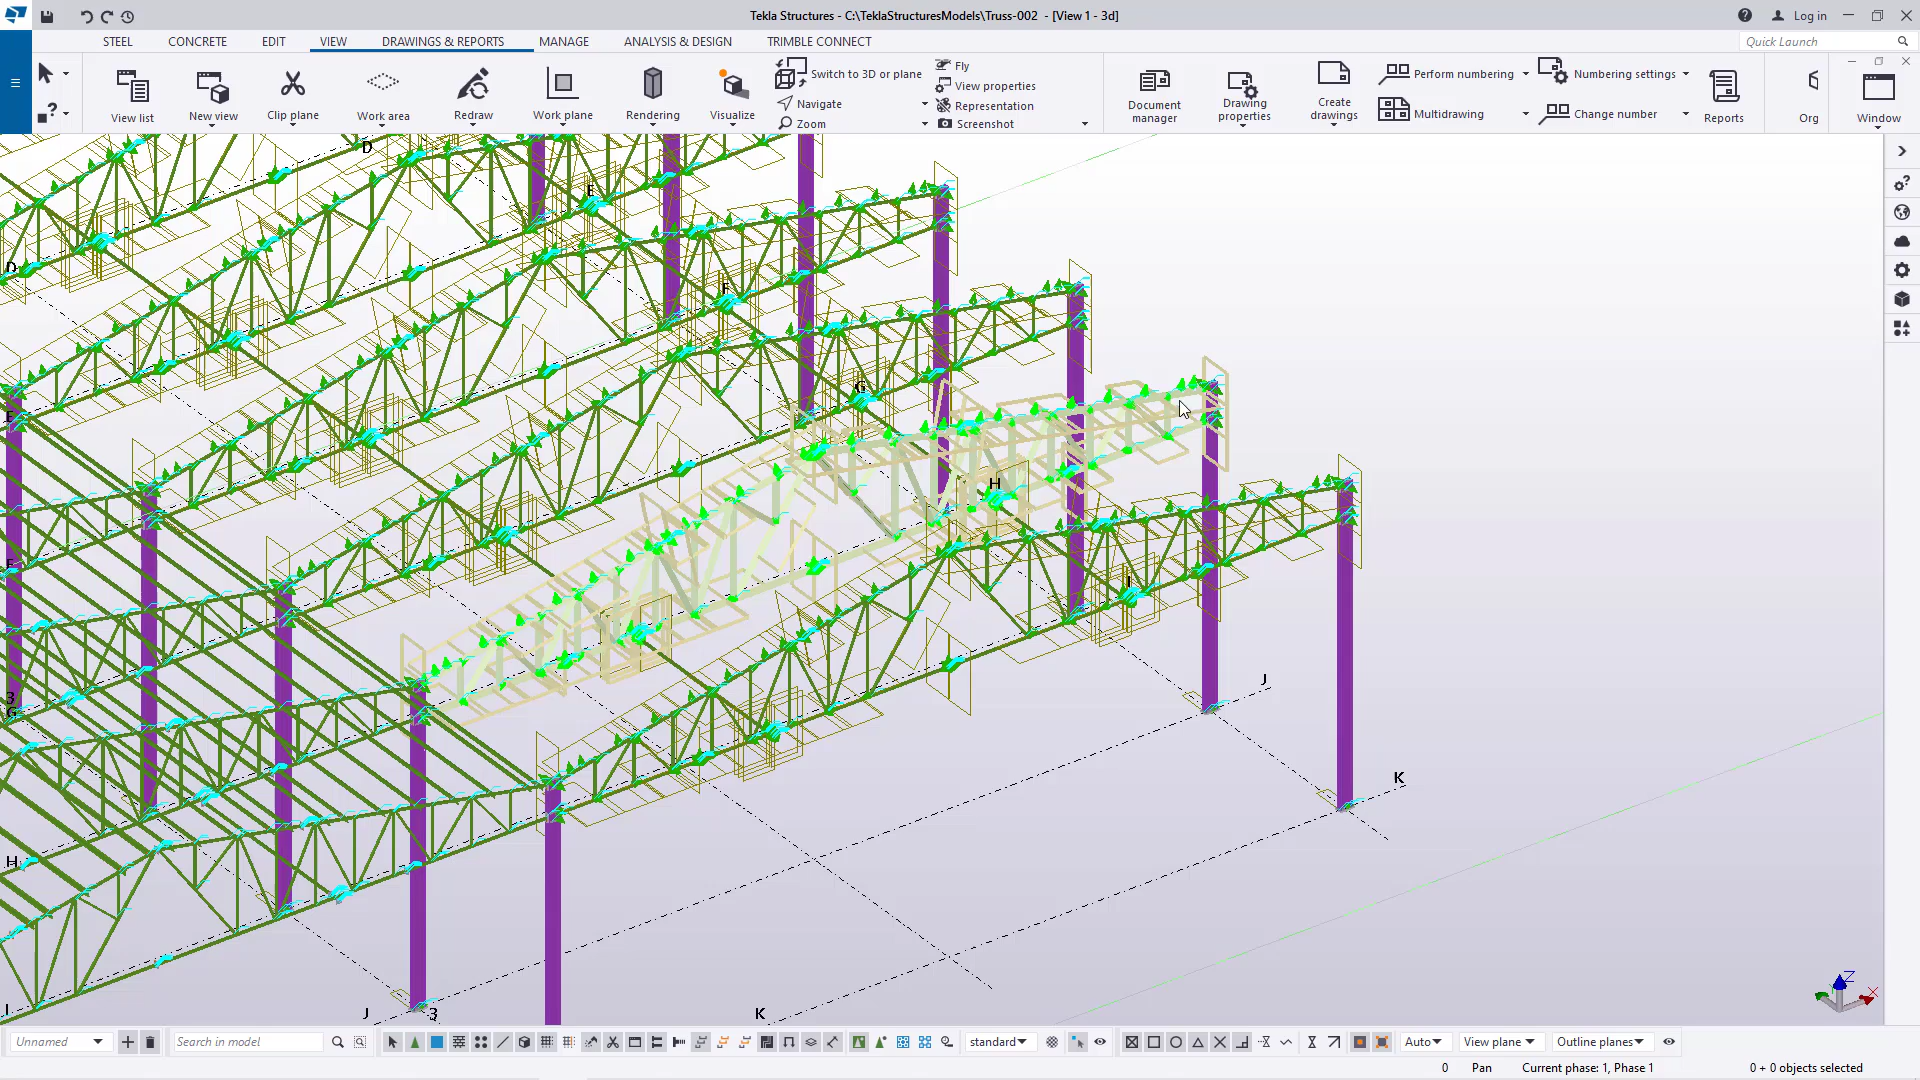 Tekla Structures - C:\TeklaStructuresModels\Truss-002 - [View 1 - 3d]
Log in
STEEL CONCRETE EDIT VIEW DRAWINGS & REPORTS MANAGE ANALYSIS & DESIGN TRIMBLE CONNECT
Quick Launch
View list
New view
Clip plane
Work area
Redraw
Work plane
Rendering
Visualize
Switch to 3D or plane
Navigate
Zoom
Fly
View properties
Representation
Screenshot
Document manager
Drawing properties
Create drawings
Perform numbering
Multidrawing
Numbering settings
Change number
Reports
Org
Window
D
E
D
F
G
E
H
F
I
J
3
G
K
H
I
J
3
K
Z
X
Unnamed
Search in model
standard
Auto
View plane
Outline planes
0 Pan Current phase: 1, Phase 1 0 + 0 objects selected